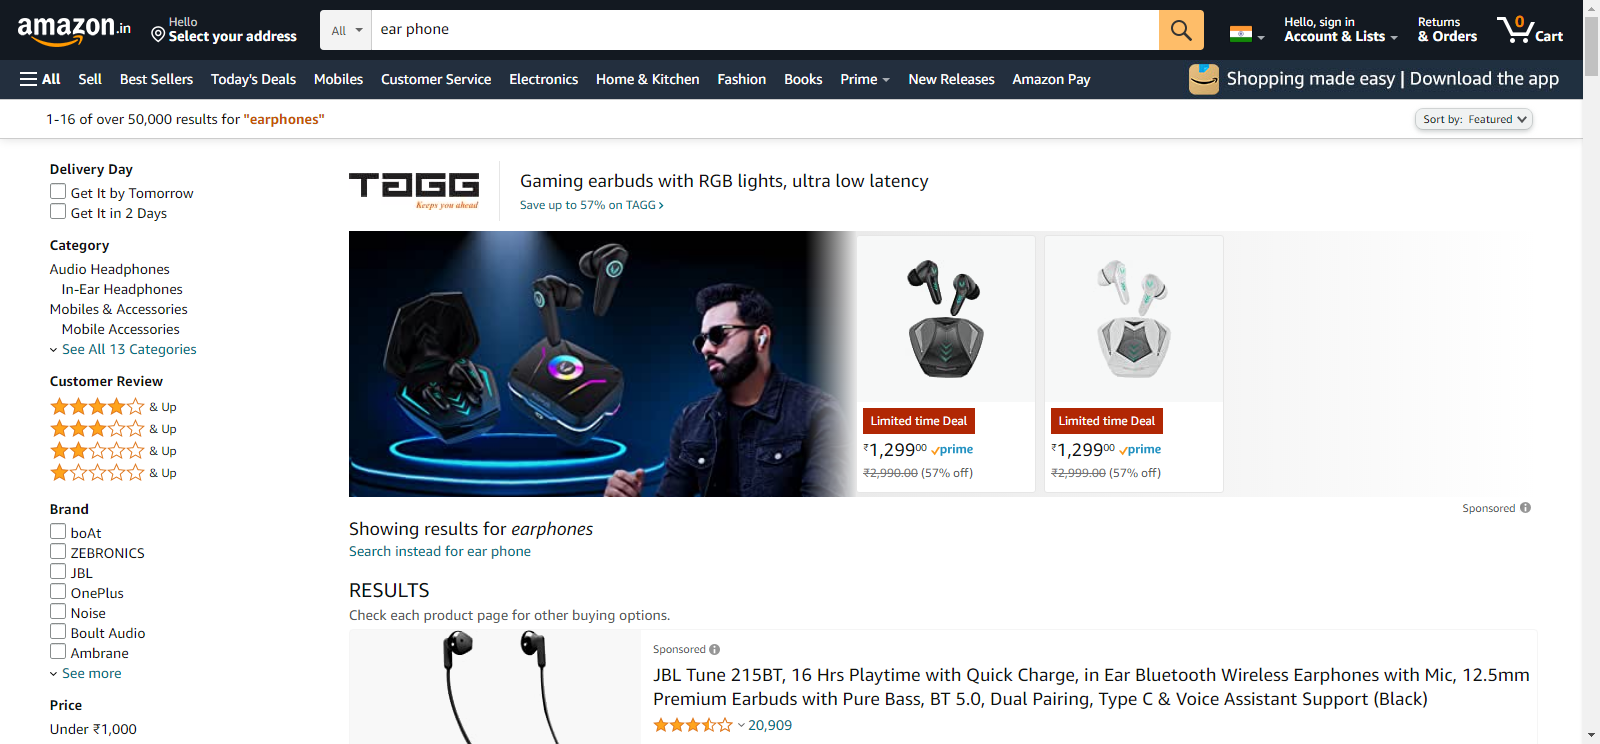 amazon.in
Hello
Select your address
All
ear phone
Hello, sign in
Account & Lists
Returns
& Orders
0
Cart
All
Sell
Best Sellers
Today's Deals
Mobiles
Customer Service
Electronics
Home & Kitchen
Fashion
Books
Prime
New Releases
Amazon Pay
Shopping made easy | Download the app
1-16 of over 50,000 results for "earphones"
Sort by: Featured
Delivery Day
Get It by Tomorrow
Get It in 2 Days
Category
Audio Headphones
In-Ear Headphones
Mobiles & Accessories
Mobile Accessories
See All 13 Categories
Customer Review
& Up
& Up
& Up
& Up
Brand
boAt
ZEBRONICS
JBL
OnePlus
Noise
Boult Audio
Ambrane
See more
Price
Under ₹1,000
TAGG
Keeps you ahead
Gaming earbuds with RGB lights, ultra low latency
Save up to 57% on TAGG
Limited time Deal
₹1,29900 prime
₹2,990.00 (57% off)
Limited time Deal
₹1,29900 prime
₹2,999.00 (57% off)
Sponsored
Showing results for earphones
Search instead for ear phone
RESULTS
Check each product page for other buying options.
Sponsored
JBL Tune 215BT, 16 Hrs Playtime with Quick Charge, in Ear Bluetooth Wireless Earphones with Mic, 12.5mm
Premium Earbuds with Pure Bass, BT 5.0, Dual Pairing, Type C & Voice Assistant Support (Black)
20,909